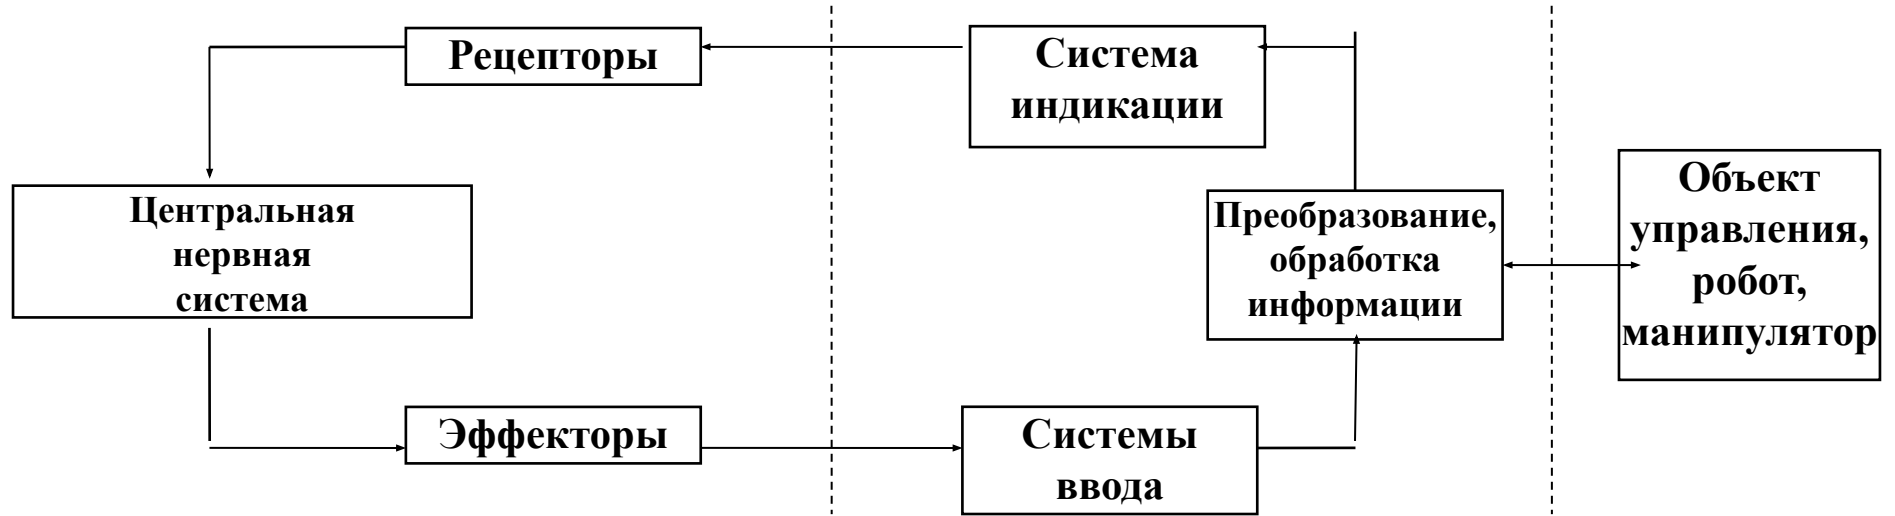 Рецепторы
Система
индикации
Центральная
нервная
система
Преобразование,
обработка
информации
Объект
управления,
робот,
манипулятор
Эффекторы
Системы
ввода